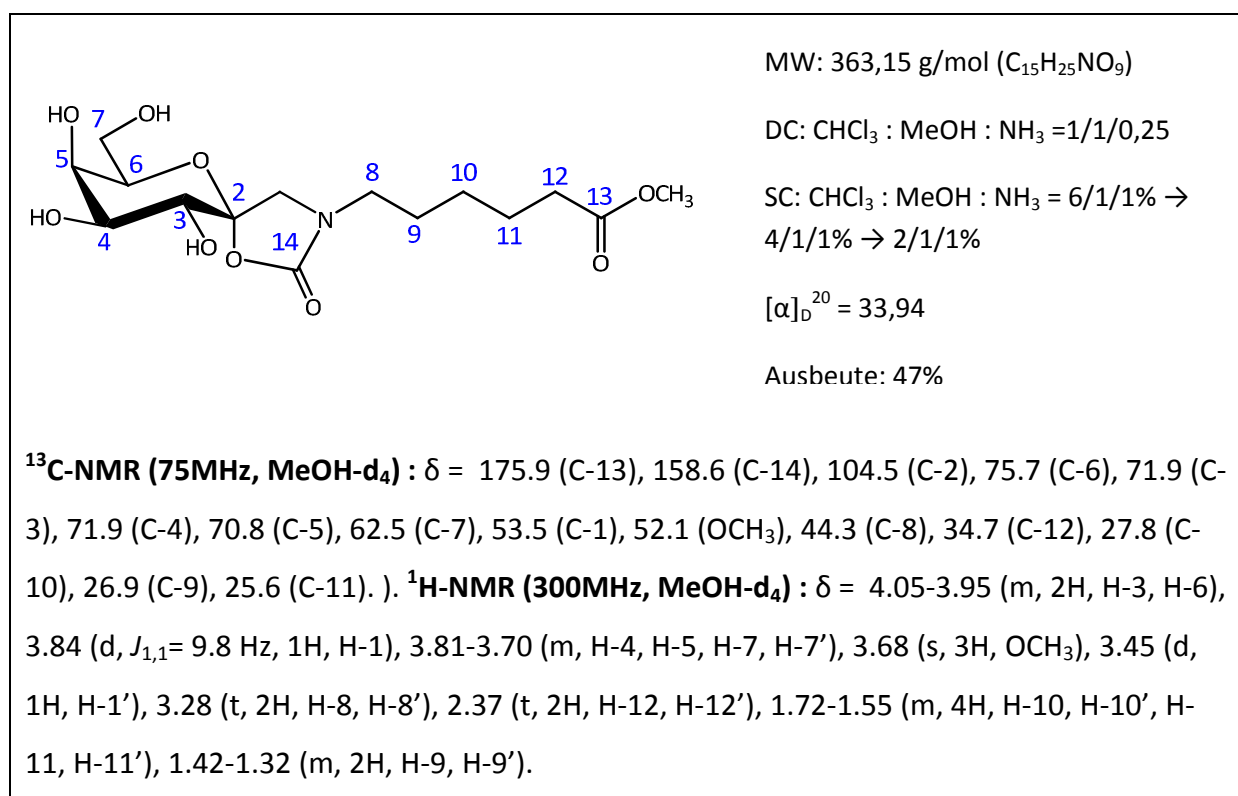 MW: 363,15 g/mol (C₁₅H₂₅NO₉)
DC: CHCl₃ : MeOH : NH₃ =1/1/0,25
SC: CHCl₃ : MeOH : NH₃ = 6/1/1% →
4/1/1% → 2/1/1%
[α]D²⁰ = 33,94
Ausbeute: 47%
HO
7
OH
5
6
O
2
8
10
12
13
OCH₃
HO
4
3
HO
14
N
9
11
O
O
O
¹³C-NMR (75MHz, MeOH-d₄) : δ = 175.9 (C-13), 158.6 (C-14), 104.5 (C-2), 75.7 (C-6), 71.9 (C-
3), 71.9 (C-4), 70.8 (C-5), 62.5 (C-7), 53.5 (C-1), 52.1 (OCH₃), 44.3 (C-8), 34.7 (C-12), 27.8 (C-
10), 26.9 (C-9), 25.6 (C-11). ). ¹H-NMR (300MHz, MeOH-d₄) : δ = 4.05-3.95 (m, 2H, H-3, H-6),
3.84 (d, J₁,₁= 9.8 Hz, 1H, H-1), 3.81-3.70 (m, H-4, H-5, H-7, H-7’), 3.68 (s, 3H, OCH₃), 3.45 (d,
1H, H-1’), 3.28 (t, 2H, H-8, H-8’), 2.37 (t, 2H, H-12, H-12’), 1.72-1.55 (m, 4H, H-10, H-10’, H-
11, H-11’), 1.42-1.32 (m, 2H, H-9, H-9’).